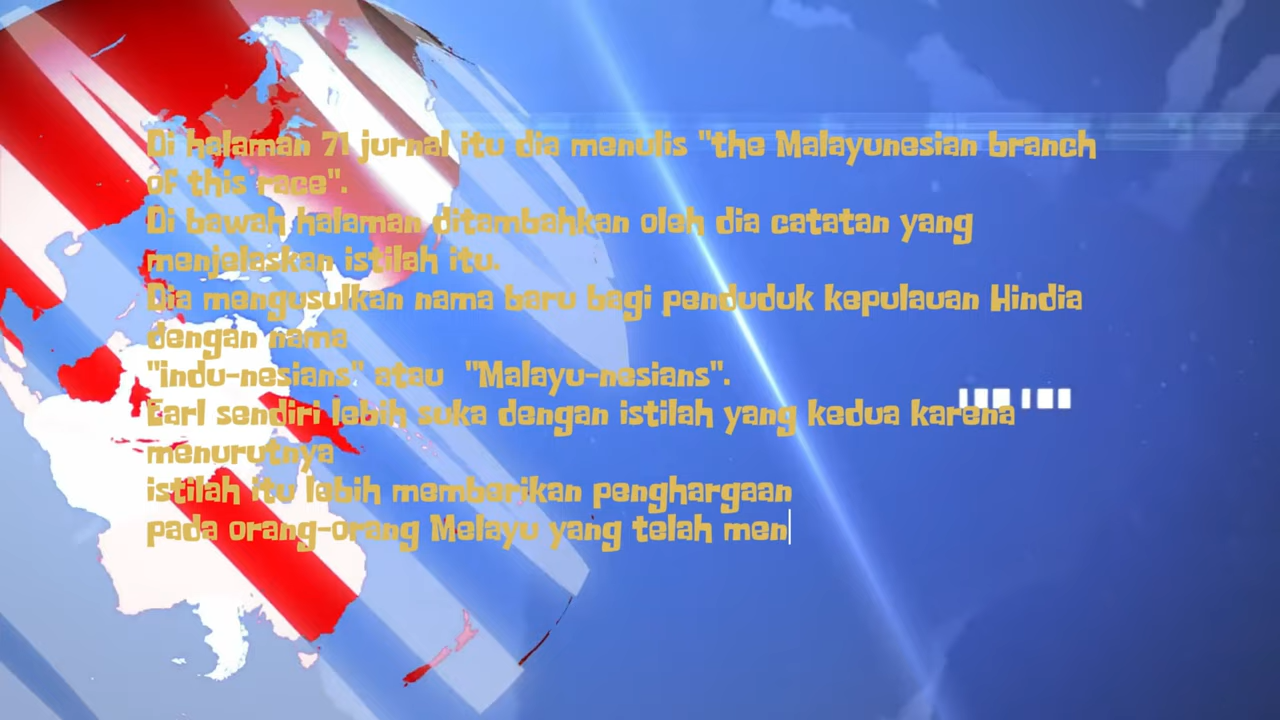 Di halaman 71 jurnal itu dia menulis "the Malayunesian branch
of this race".
Di bawah halaman ditambahkan oleh dia catatan yang
menjelaskan istilah itu.
Dia mengusulkan nama baru bagi penduduk kepulauan Hindia
dengan nama
"indu-nesians" atau "Malayu-nesians".
Earl sendiri lebih suka dengan istilah yang kedua karena
menurutnya
istilah itu lebih memberikan penghargaan
pada orang-orang Melayu yang telah men